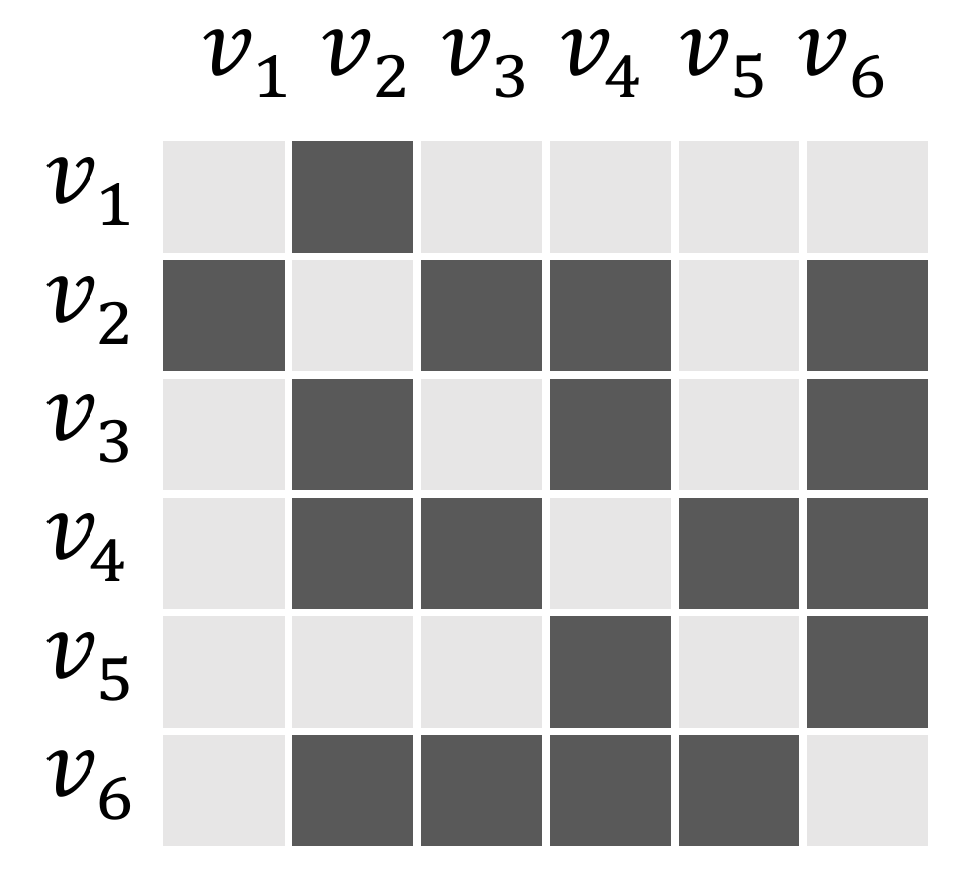 v₁ v₂ v₃ v₄ v₅ v₆
v₁
v₂
v₃
v₄
v₅
v₆